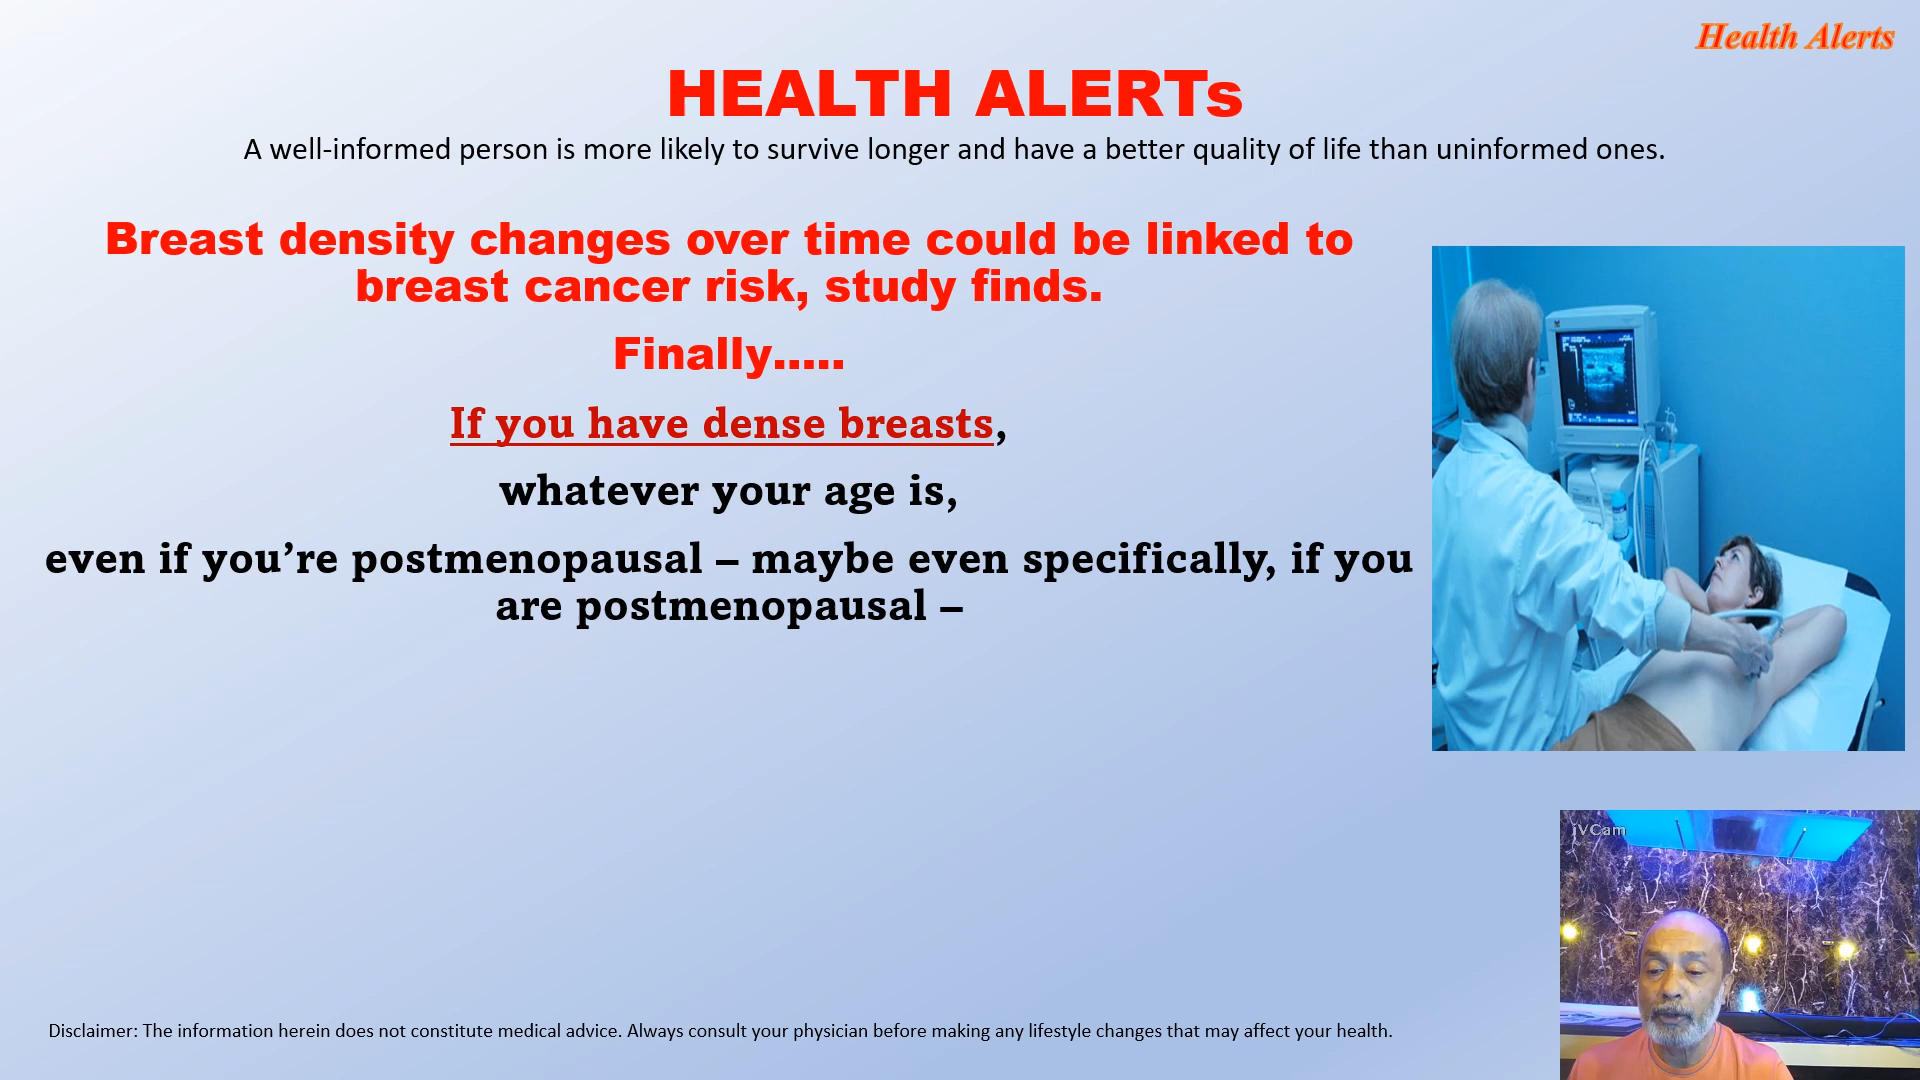 Health Alerts
HEALTH ALERTs
A well-informed person is more likely to survive longer and have a better quality of life than uninformed ones.
Breast density changes over time could be linked to
breast cancer risk, study finds.
Finally.....
If you have dense breasts,
whatever your age is,
even if you’re postmenopausal – maybe even specifically, if you
are postmenopausal –
iVCam
Disclaimer: The information herein does not constitute medical advice. Always consult your physician before making any lifestyle changes that may affect your health.